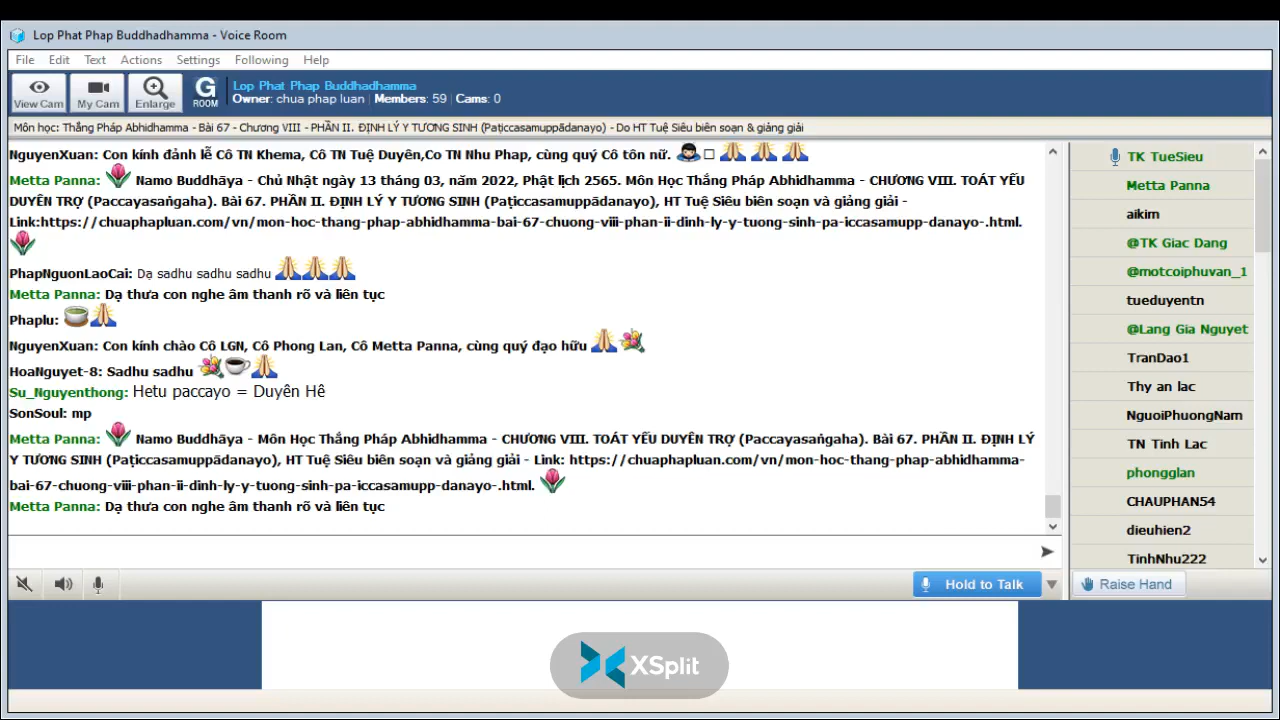 Lop Phat Phap Buddhadhamma - Voice Room
File Edit Text Actions Settings Following Help
View Cam My Cam Enlarge G ROOM
Lop Phat Phap Buddhadhamma
Owner: chua phap luan | Members: 59 | Cams: 0
Môn học: Thắng Pháp Abhidhamma - Bài 67 - Chương VIII - PHẦN II. ĐỊNH LÝ Y TƯƠNG SINH (Paṭiccasamuppādanayo) - Do HT Tuệ Siêu biên soạn & giảng giải
NguyenXuan: Con kính đảnh lễ Cô TN Khema, Cô TN Tuệ Duyên,Co TN Nhu Phap, cùng quý Cô tôn nữ.
Metta Panna: Namo Buddhāya - Chủ Nhật ngày 13 tháng 03, năm 2022, Phật lịch 2565. Môn Học Thắng Pháp Abhidhamma - CHƯƠNG VIII. TOÁT YẾU
DUYÊN TRỢ (Paccayasaṅgaha). Bài 67. PHẦN II. ĐỊNH LÝ Y TƯƠNG SINH (Paṭiccasamuppādanayo), HT Tuệ Siêu biên soạn và giảng giải -
Link:https://chuaphapluan.com/vn/mon-hoc-thang-phap-abhidhamma-bai-67-chuong-viii-phan-ii-dinh-ly-y-tuong-sinh-pa-iccasamupp-danayo-.html.
PhapNguonLaoCai: Dạ sadhu sadhu sadhu
Metta Panna: Dạ thưa con nghe âm thanh rõ và liên tục
Phaplu:
NguyenXuan: Con kính chào Cô LGN, Cô Phong Lan, Cô Metta Panna, cùng quý đạo hữu
HoaNguyet-8: Sadhu sadhu
Su_Nguyenthong: Hetu paccayo = Duyên Hê
SonSoul: mp
Metta Panna: Namo Buddhāya - Môn Học Thắng Pháp Abhidhamma - CHƯƠNG VIII. TOÁT YẾU DUYÊN TRỢ (Paccayasaṅgaha). Bài 67. PHẦN II. ĐỊNH LÝ
Y TƯƠNG SINH (Paṭiccasamuppādanayo), HT Tuệ Siêu biên soạn và giảng giải - Link: https://chuaphapluan.com/vn/mon-hoc-thang-phap-abhidhamma-
bai-67-chuong-viii-phan-ii-dinh-ly-y-tuong-sinh-pa-iccasamupp-danayo-.html.
Metta Panna: Dạ thưa con nghe âm thanh rõ và liên tục
TK TueSieu
Metta Panna
aikim
@TK Giac Dang
@motcoiphuvan_1
tueduyentn
@Lang Gia Nguyet
TranDao1
Thy an lac
NguoiPhuongNam
TN Tinh Lac
phongglan
CHAUPHAN54
dieuhien2
TinhNhu222
Hold to Talk
Raise Hand
XSplit